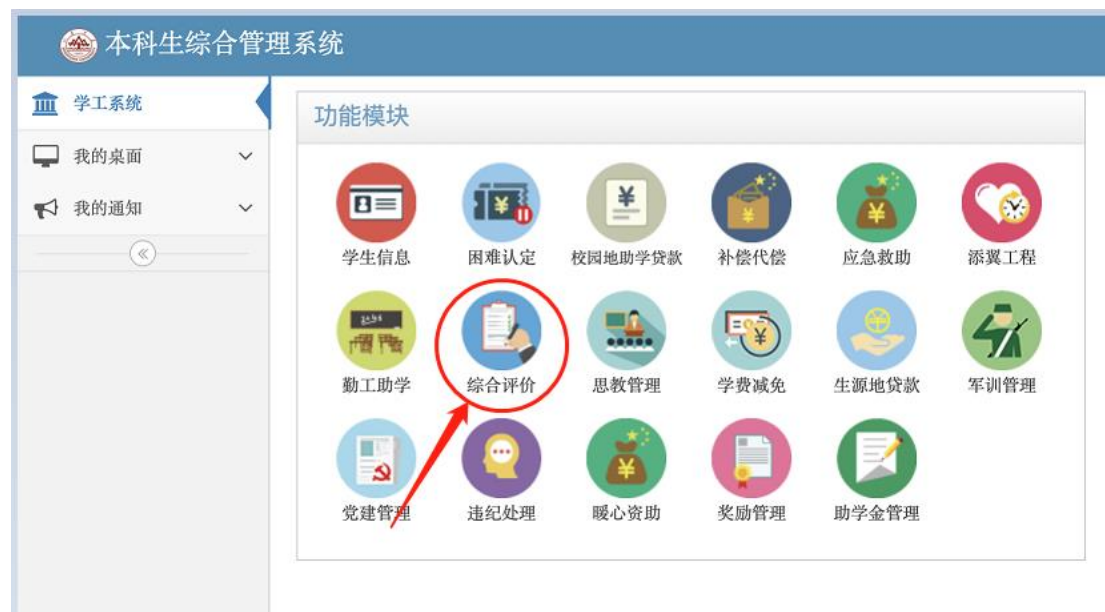 本科生综合管理系统
学工系统
我的桌面
我的通知
功能模块
学生信息 困难认定 校园地助学贷款 补偿代偿 应急救助 添翼工程
勤工助学 综合评价 思教管理 学费减免 生源地贷款 军训管理
党建管理 违纪处理 暖心资助 奖励管理 助学金管理